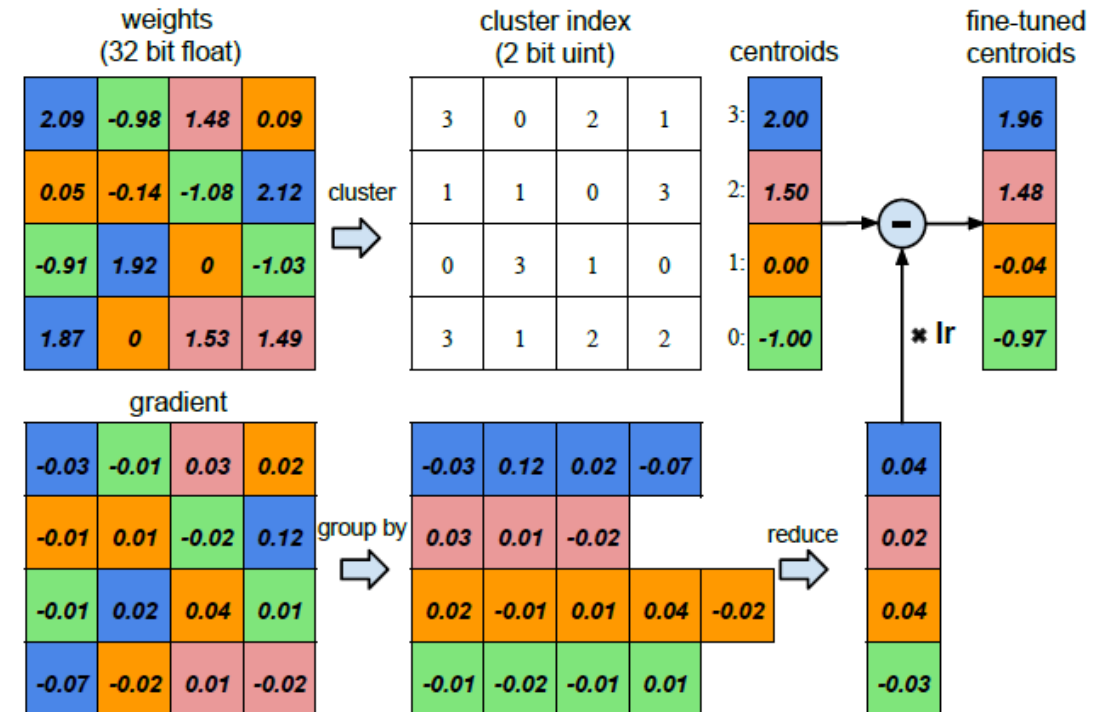 weights
(32 bit float)
cluster index
(2 bit uint)
centroids
fine-tuned
centroids
2.09 -0.98 1.48 0.09
0.05 -0.14 -1.08 2.12
-0.91 1.92 0 -1.03
1.87 0 1.53 1.49
cluster
3 0 2 1
1 1 0 3
0 3 1 0
3 1 2 2
3: 2.00
2: 1.50
1: 0.00
0: -1.00
-
× lr
1.96
1.48
-0.04
-0.97
gradient
-0.03 -0.01 0.03 0.02
-0.01 0.01 -0.02 0.12
-0.01 0.02 0.04 0.01
-0.07 -0.02 0.01 -0.02
group by
-0.03 0.12 0.02 -0.07
0.03 0.01 -0.02
0.02 -0.01 0.01 0.04 -0.02
-0.01 -0.02 -0.01 0.01
reduce
0.04
0.02
0.04
-0.03